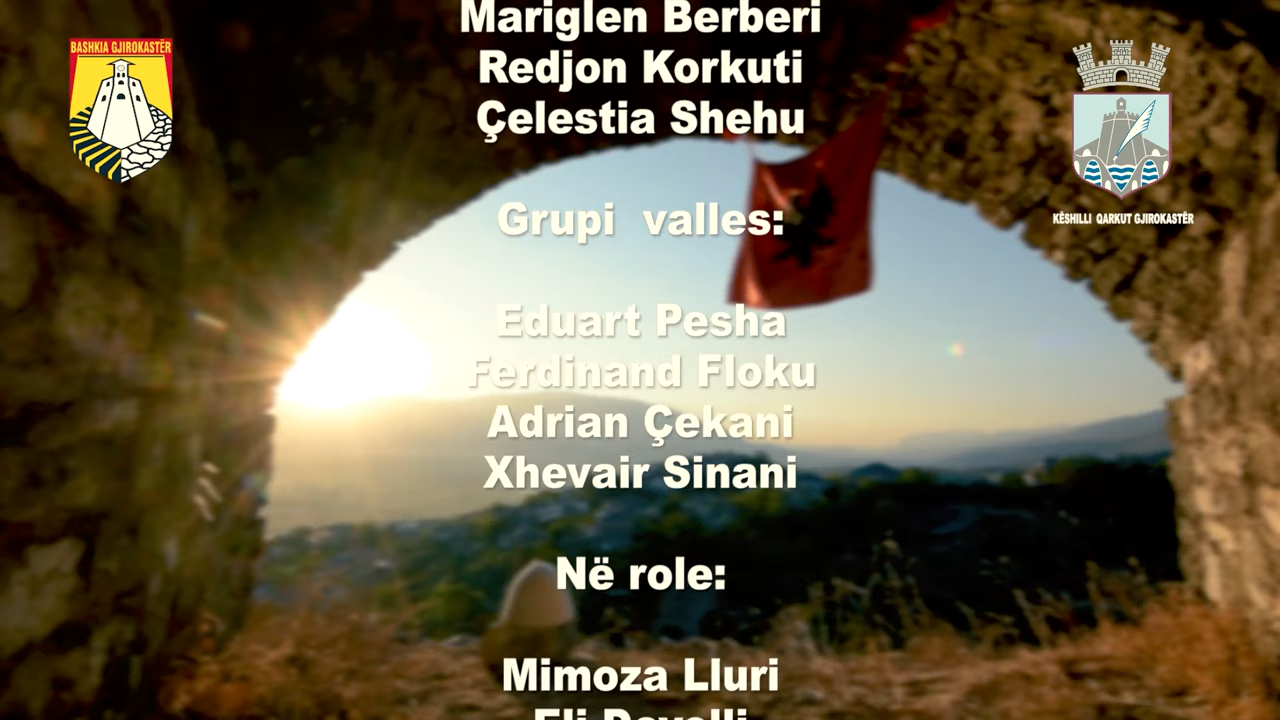 Mariglen Berberi
Redjon Korkuti
Çelestia Shehu
BASHKIA GJIROKASTËR
KËSHILLI QARKUT GJIROKASTËR
Grupi valles:
Eduart Pesha
Ferdinand Floku
Adrian Çekani
Xhevair Sinani
Në role:
Mimoza Lluri